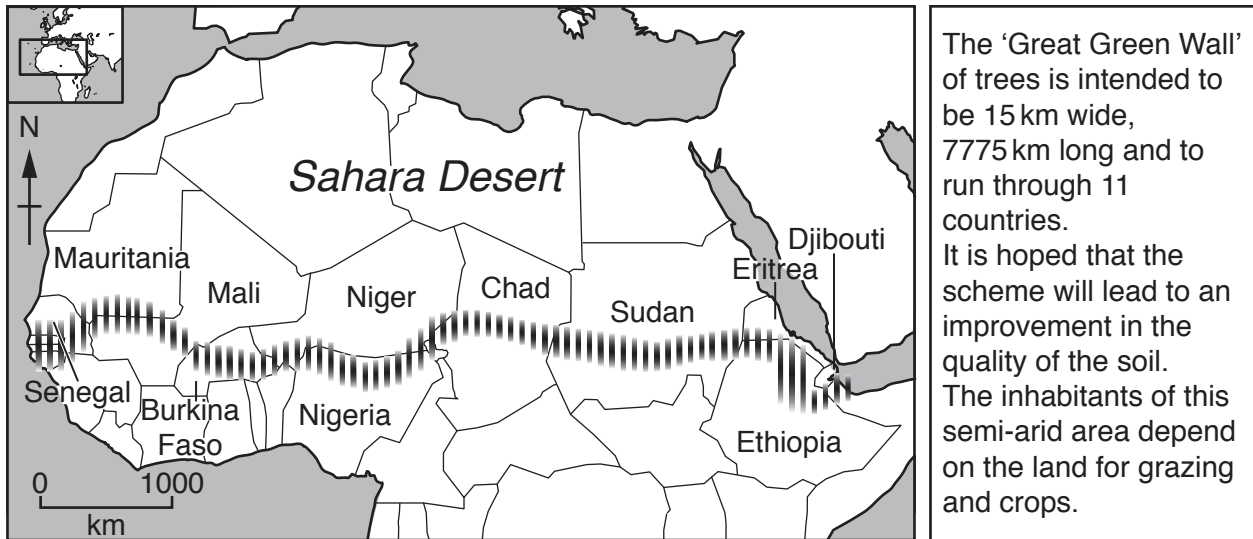 N
Sahara Desert
Mauritania
Mali
Niger
Chad
Sudan
Eritrea
Djibouti
Senegal
Burkina
Faso
Nigeria
Ethiopia
0 1000
km
The ‘Great Green Wall’
of trees is intended to
be 15 km wide,
7775 km long and to
run through 11
countries.
It is hoped that the
scheme will lead to an
improvement in the
quality of the soil.
The inhabitants of this
semi-arid area depend
on the land for grazing
and crops.